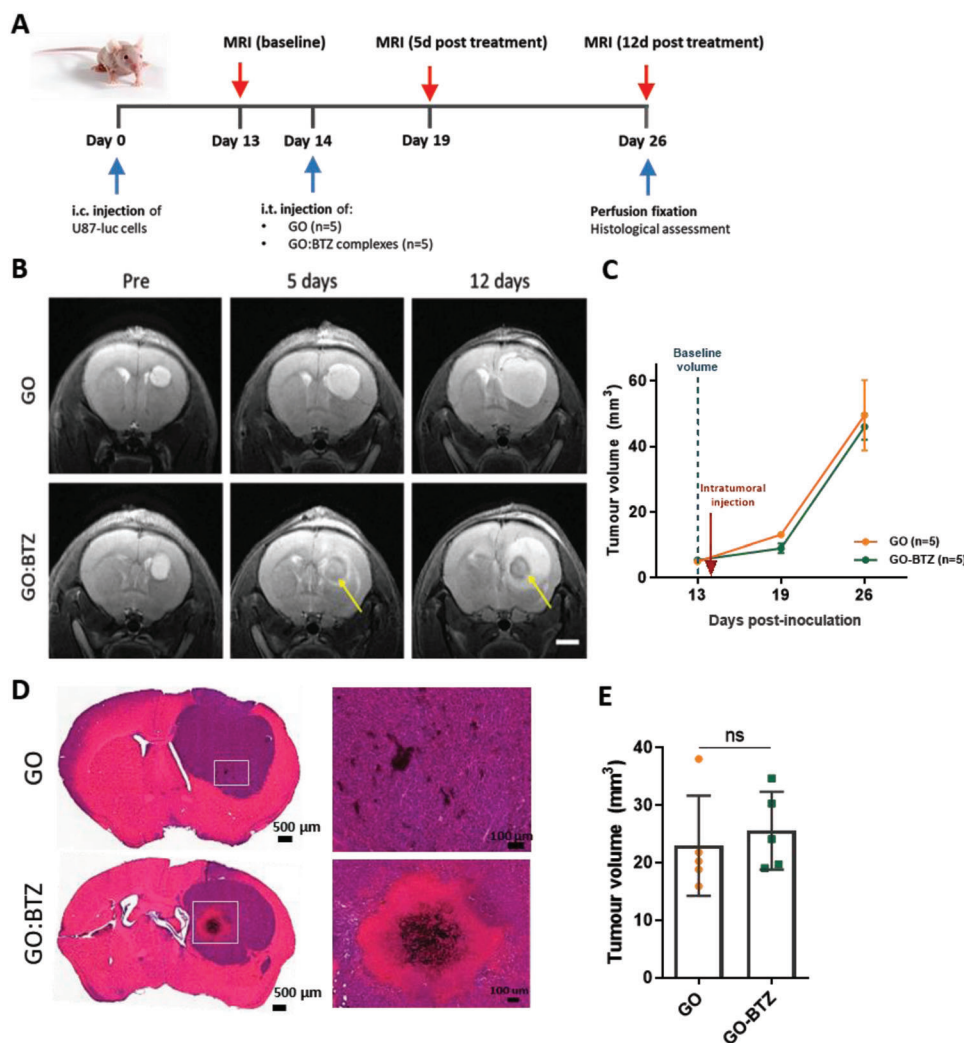 A
MRI (baseline)
MRI (5d post treatment)
MRI (12d post treatment)
Day 0
Day 13
Day 14
Day 19
Day 26
i.c. injection of
U87-luc cells
i.t. injection of:
• GO (n=5)
• GO:BTZ complexes (n=5)
Perfusion fixation
Histological assessment
B
Pre
5 days
12 days
GO
GO:BTZ
C
Baseline
volume
Intratumoral
injection
Tumour volume (mm³)
60
40
20
0
13
19
26
Days post-inoculation
GO (n=5)
GO-BTZ (n=5)
D
GO
500 µm
100 µm
GO:BTZ
500 µm
100 um
E
ns
Tumour volume (mm³)
40
30
20
10
0
GO
GO-BTZ